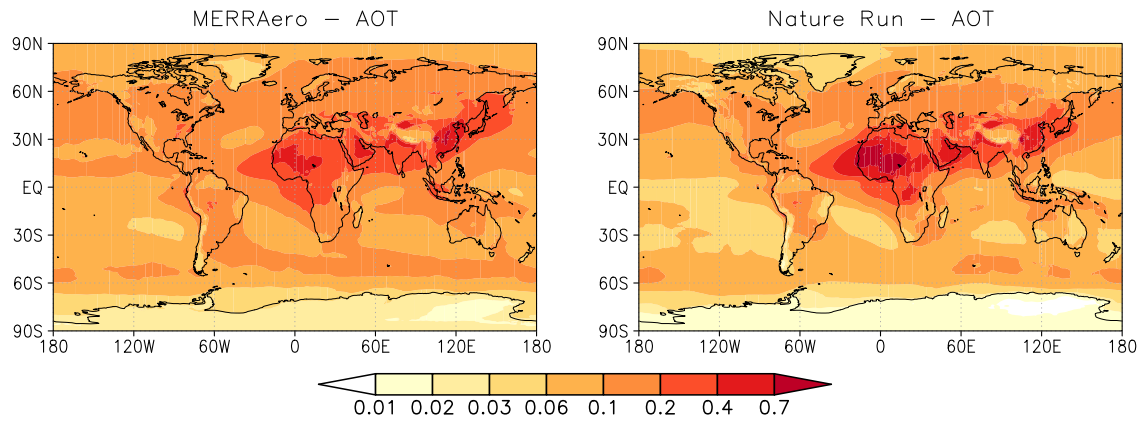 MERRAero – AOT
90N
60N
30N
EQ
30S
60S
90S
180 120W 60W 0 60E 120E 180
Nature Run – AOT
90N
60N
30N
EQ
30S
60S
90S
180 120W 60W 0 60E 120E 180
0.01 0.02 0.03 0.06 0.1 0.2 0.4 0.7